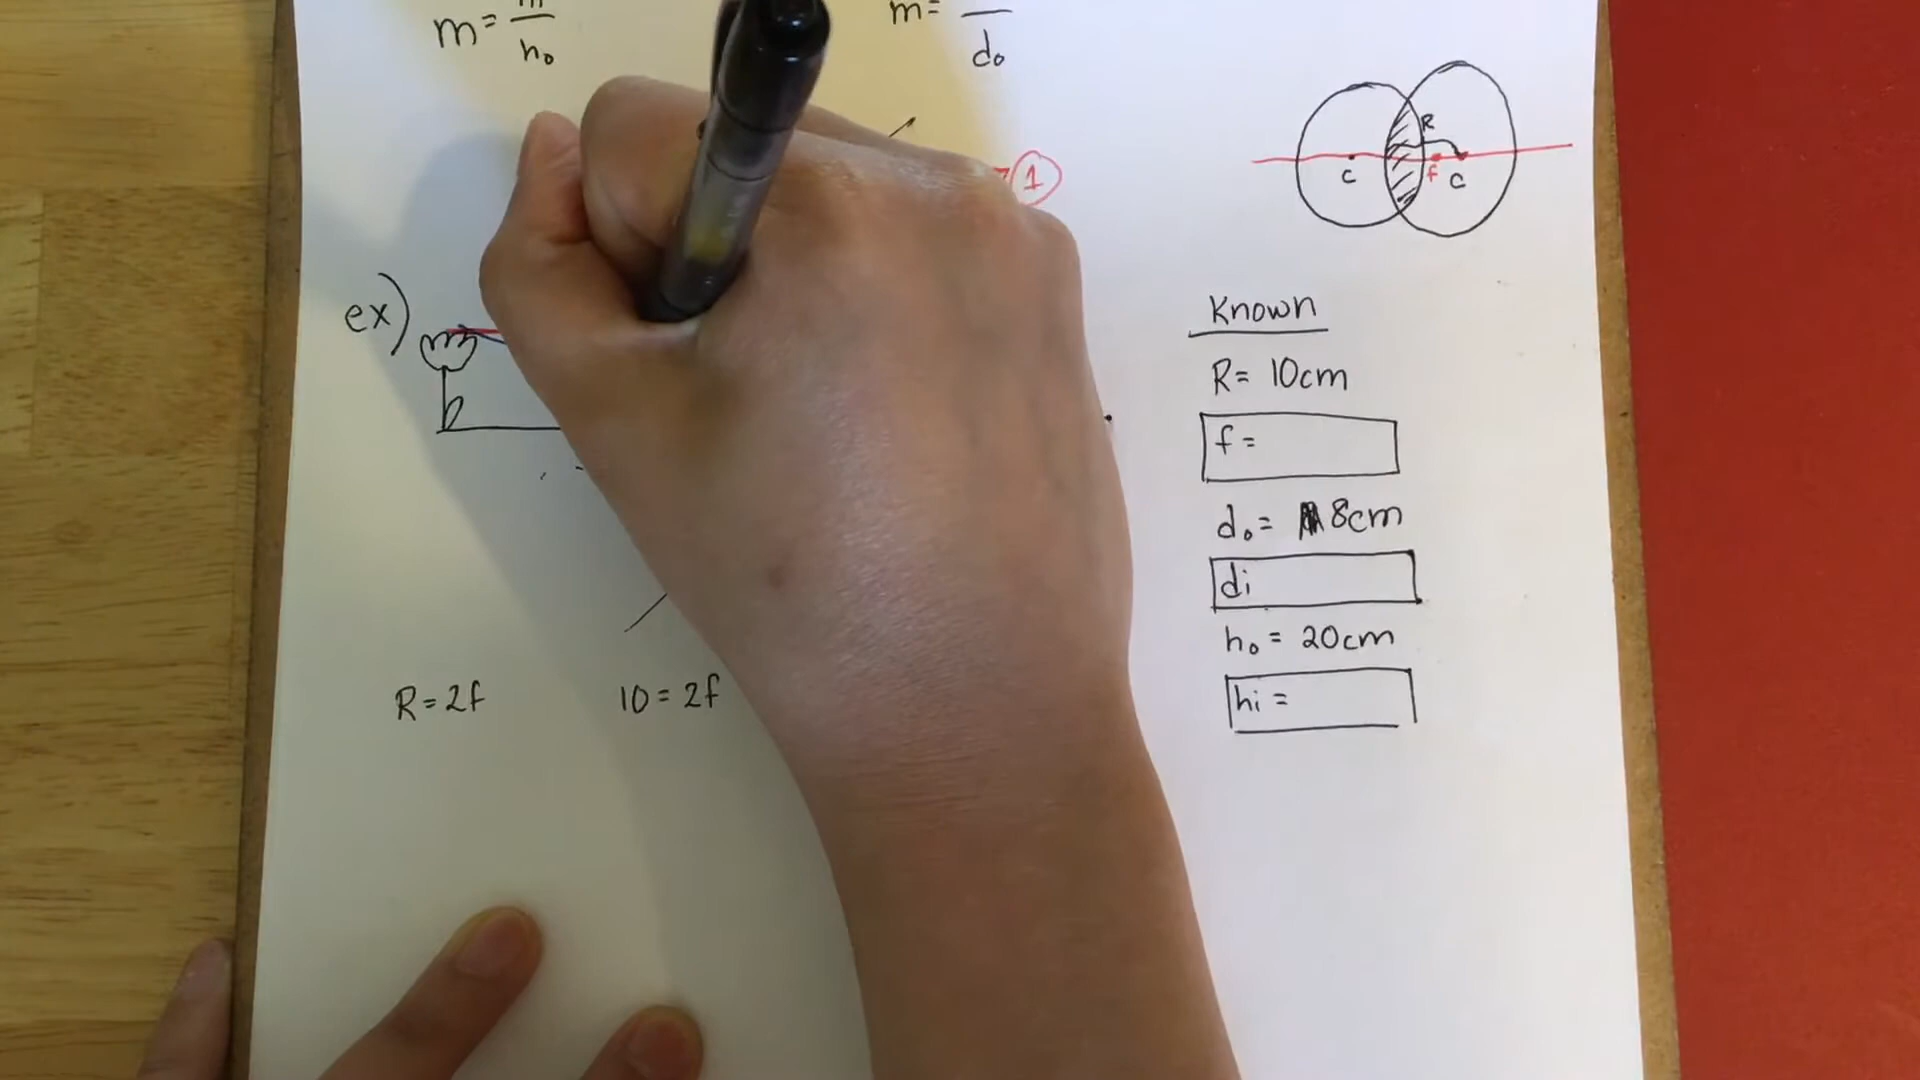 m = 
h₀
m =
d₀
R
c
f
c
1
ex)
Known
R = 10cm
f =
d₀ = 8cm
di
h₀ = 20cm
hi =
R = 2f
10 = 2f